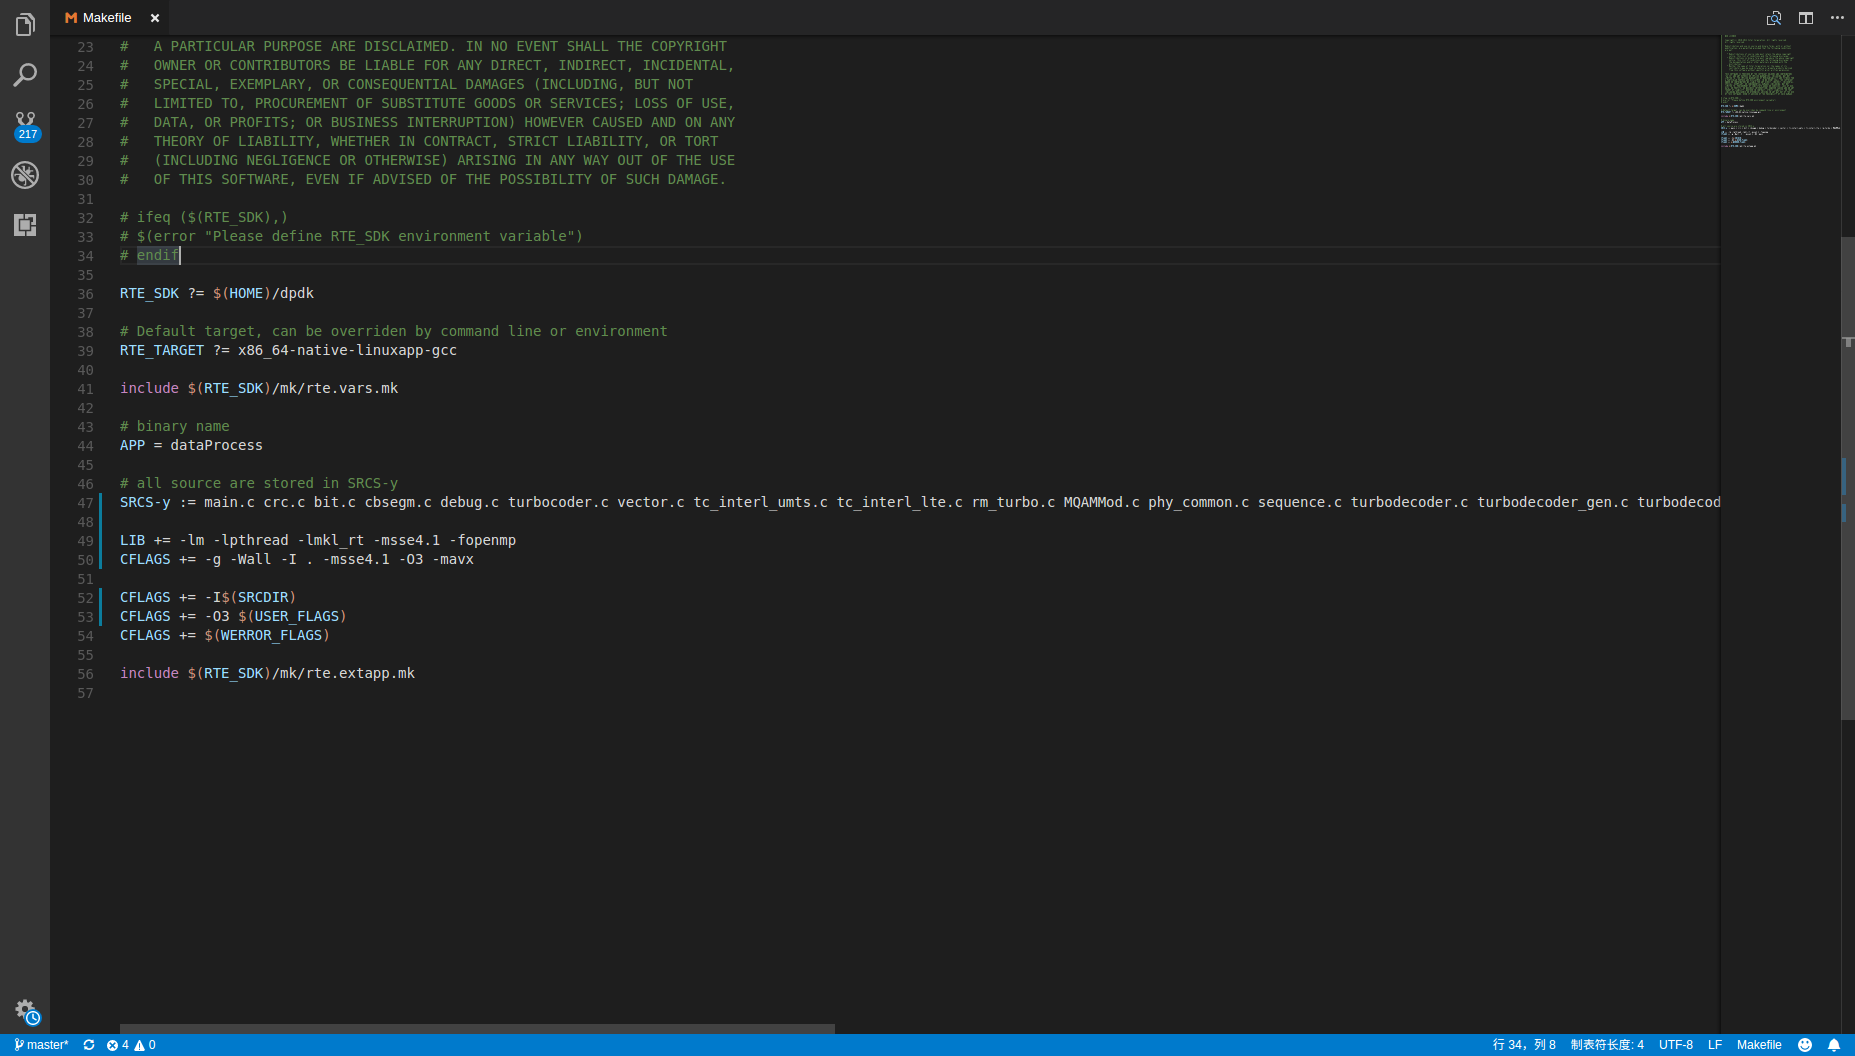 Makefile
217
23 #   A PARTICULAR PURPOSE ARE DISCLAIMED. IN NO EVENT SHALL THE COPYRIGHT
24 #   OWNER OR CONTRIBUTORS BE LIABLE FOR ANY DIRECT, INDIRECT, INCIDENTAL,
25 #   SPECIAL, EXEMPLARY, OR CONSEQUENTIAL DAMAGES (INCLUDING, BUT NOT
26 #   LIMITED TO, PROCUREMENT OF SUBSTITUTE GOODS OR SERVICES; LOSS OF USE,
27 #   DATA, OR PROFITS; OR BUSINESS INTERRUPTION) HOWEVER CAUSED AND ON ANY
28 #   THEORY OF LIABILITY, WHETHER IN CONTRACT, STRICT LIABILITY, OR TORT
29 #   (INCLUDING NEGLIGENCE OR OTHERWISE) ARISING IN ANY WAY OUT OF THE USE
30 #   OF THIS SOFTWARE, EVEN IF ADVISED OF THE POSSIBILITY OF SUCH DAMAGE.
31
32 # ifeq ($(RTE_SDK),)
33 # $(error "Please define RTE_SDK environment variable")
34 # endif
35
36 RTE_SDK ?= $(HOME)/dpdk
37
38 # Default target, can be overriden by command line or environment
39 RTE_TARGET ?= x86_64-native-linuxapp-gcc
40
41 include $(RTE_SDK)/mk/rte.vars.mk
42
43 # binary name
44 APP = dataProcess
45
46 # all source are stored in SRCS-y
47 SRCS-y := main.c crc.c bit.c cbsegm.c debug.c turbocoder.c vector.c tc_interl_umts.c tc_interl_lte.c rm_turbo.c MQAMMod.c phy_common.c sequence.c turbodecoder.c turbodecoder_gen.c turbodecod
48
49 LIB += -lm -lpthread -lmkl_rt -msse4.1 -fopenmp
50 CFLAGS += -g -Wall -I . -msse4.1 -O3 -mavx
51
52 CFLAGS += -I$(SRCDIR)
53 CFLAGS += -O3 $(USER_FLAGS)
54 CFLAGS += $(WERROR_FLAGS)
55
56 include $(RTE_SDK)/mk/rte.extapp.mk
57
master* 4 0 行 34，列 8 制表符长度: 4 UTF-8 LF Makefile